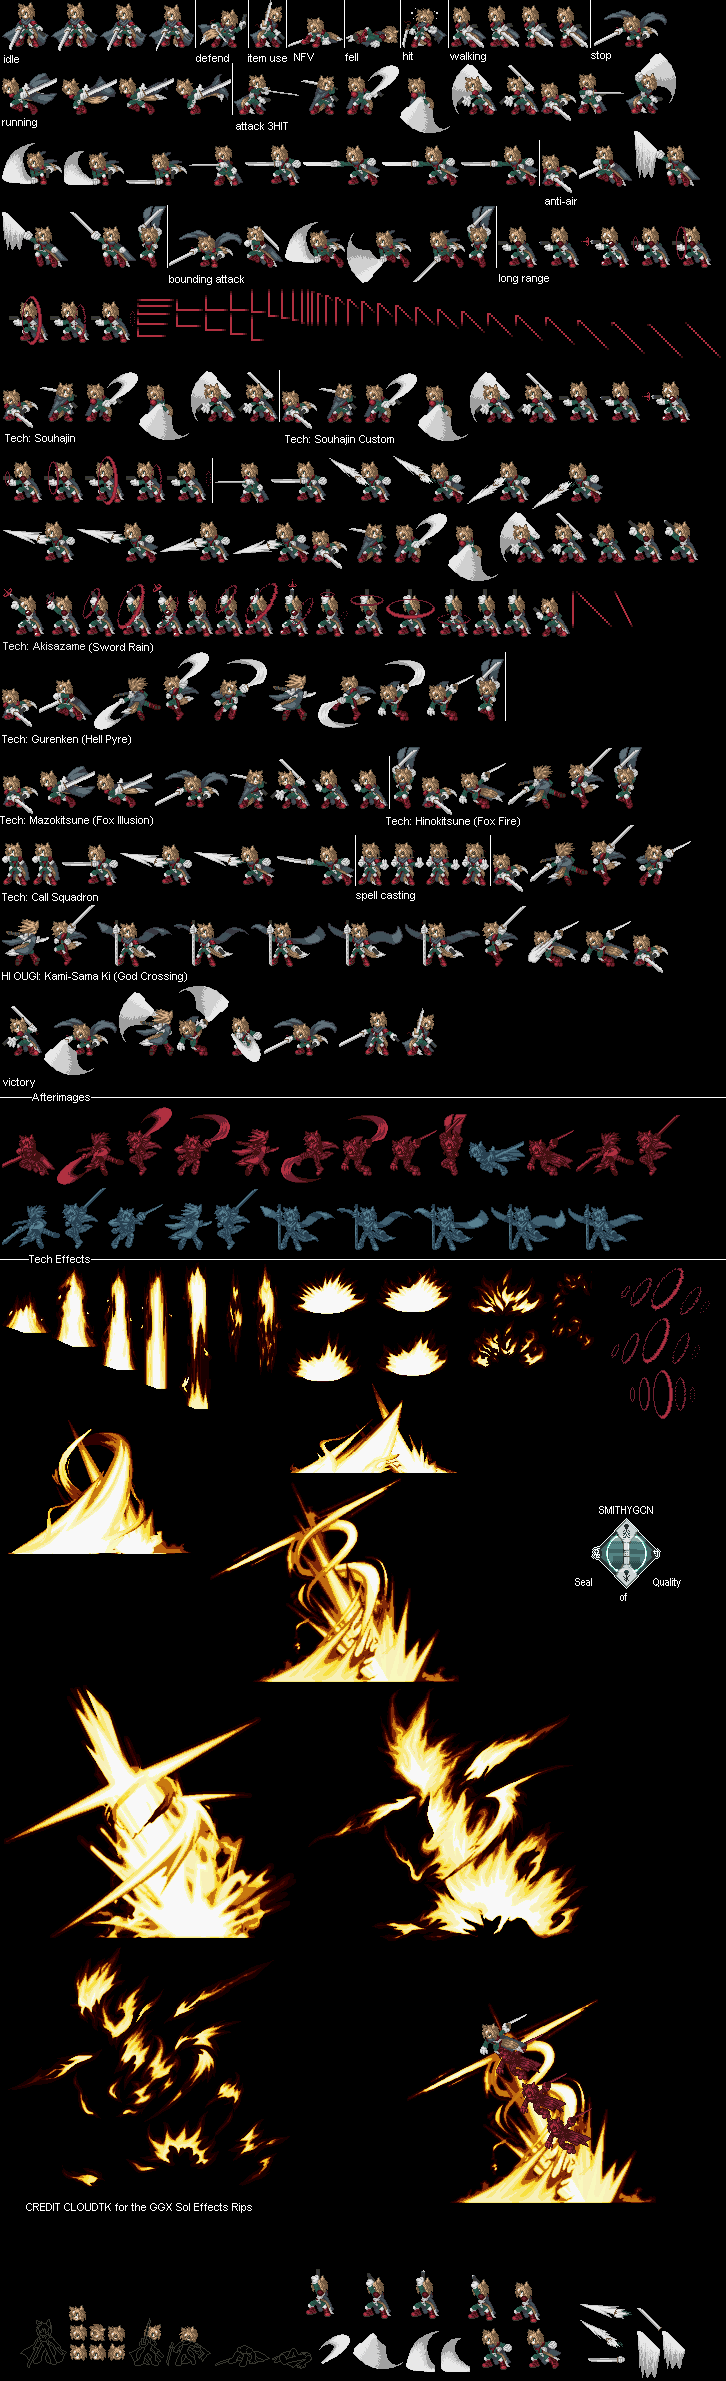 idle
defend
item use
NFV
fell
hit
walking
stop
running
attack 3HIT
anti-air
bounding attack
long range
Tech: Souhajin
Tech: Souhajin Custom
Tech: Akisazame (Sword Rain)
Tech: Gurenken (Hell Pyre)
Tech: Mazokitsune (Fox Illusion)
Tech: Hinokitsune (Fox Fire)
Tech: Call Squadron
spell casting
HI OUGI: Kami-Sama Ki (God Crossing)
victory
Afterimages
Tech Effects
SMITHYGCN
Seal
of
Quality
CREDIT CLOUDTK for the GGX Sol Effects Rips